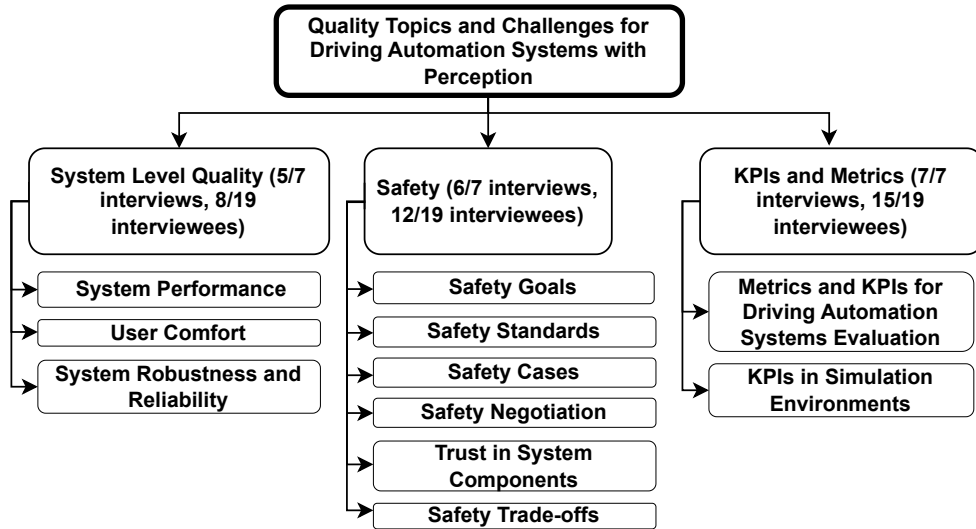 Quality Topics and Challenges for
Driving Automation Systems with
Perception
System Level Quality (5/7
interviews, 8/19
interviewees)
System Performance
User Comfort
System Robustness and
Reliability
Safety (6/7 interviews,
12/19 interviewees)
Safety Goals
Safety Standards
Safety Cases
Safety Negotiation
Trust in System
Components
Safety Trade-offs
KPIs and Metrics (7/7
interviews, 15/19
interviewees)
Metrics and KPIs for
Driving Automation
Systems Evaluation
KPIs in Simulation
Environments